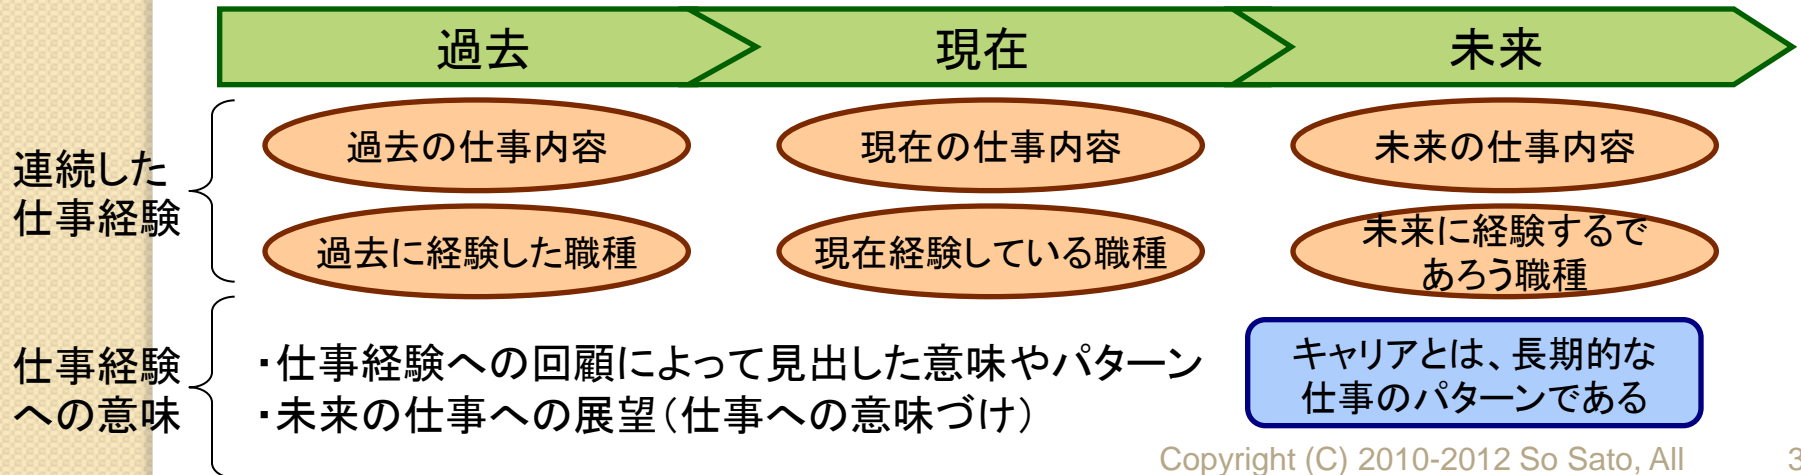 過去
現在
未来
連続した
仕事経験
過去の仕事内容
現在の仕事内容
未来の仕事内容
過去に経験した職種
現在経験している職種
未来に経験するで
あろう職種
仕事経験
への意味
・仕事経験への回顧によって見出した意味やパターン
・未来の仕事への展望（仕事への意味づけ）
キャリアとは、長期的な
仕事のパターンである
Copyright (C) 2010-2012 So Sato, All
3